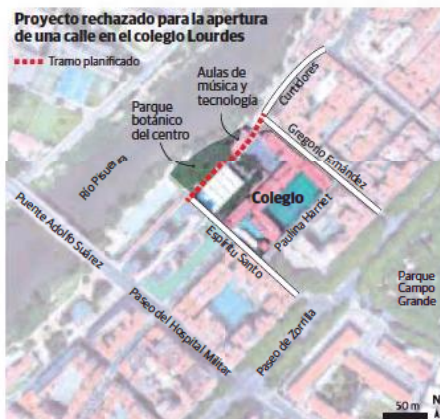 Proyecto rechazado para la apertura
de una calle en el colegio Lourdes
Tramo planificado
Aulas de
música y
tecnología
Parque
botánico
del centro
Curtidores
Gregorio Fernández
Río Pisuerga
Colegio
Paulina Harriet
Espíritu Santo
Puente Adolfo Suárez
Paseo del Hospital Militar
Paseo de Zorrilla
Parque
Campo
Grande
50 m
N